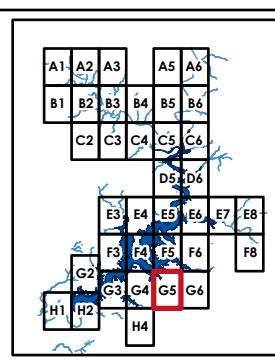 A1 A2 A3 A5 A6
B1 B2 B3 B4 B5 B6
C2 C3 C4 C5 C6
D5 D6
E3 E4 E5 E6 E7 E8
F3 F4 F5 F6 F8
G2 G3 G4 G5 G6
H1 H2 H4